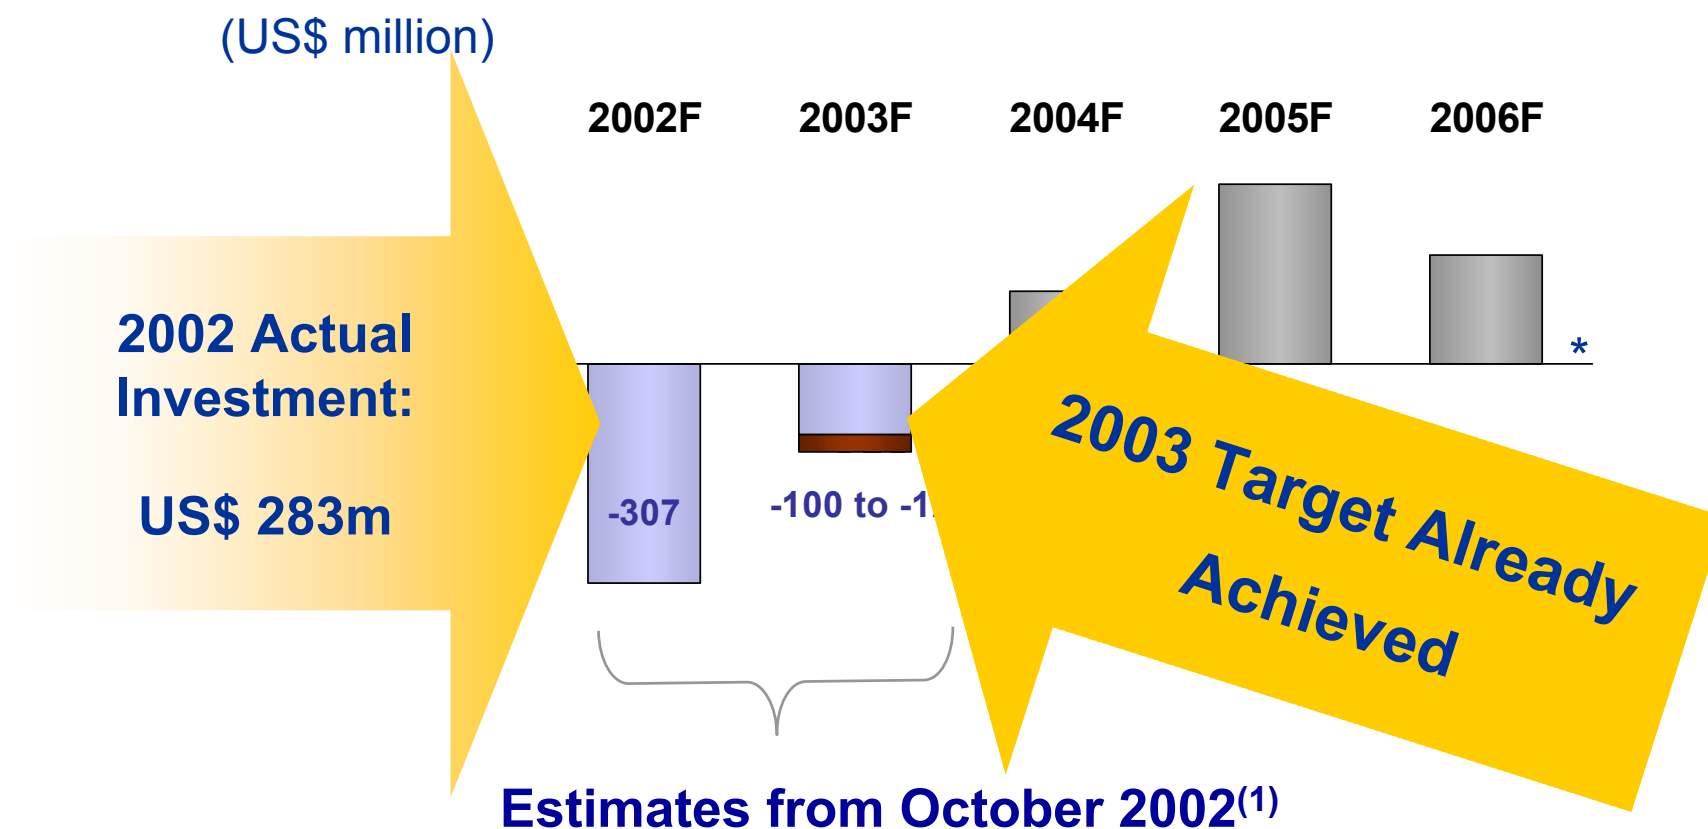 (US$ million)
2002F 2003F 2004F 2005F 2006F
2002 Actual
Investment:
US$ 283m
*
-307
-100 to
2003 Target Already
Achieved
Estimates from October 2002(1)